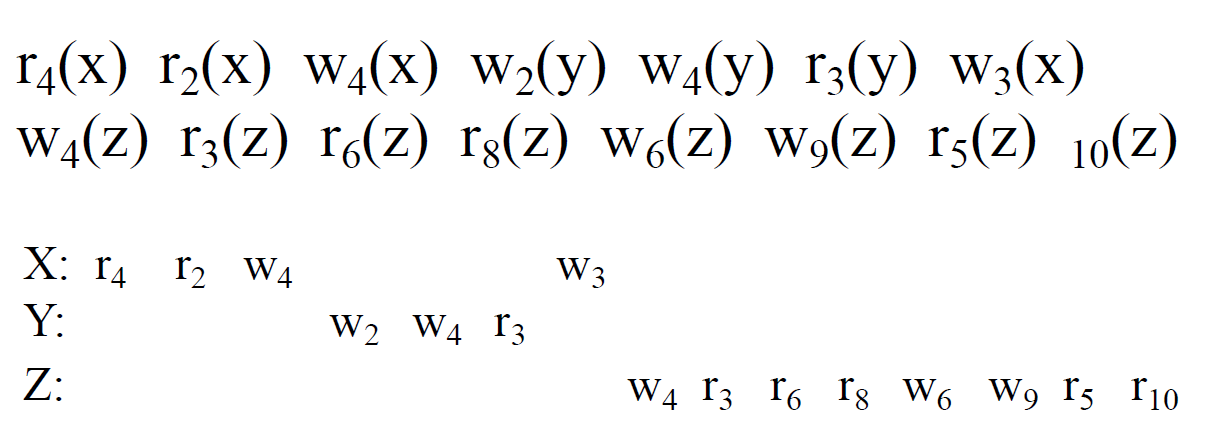 r₄(x) r₂(x) w₄(x) w₂(y) w₄(y) r₃(y) w₃(x)
w₄(z) r₃(z) r₆(z) r₈(z) w₆(z) w₉(z) r₅(z) ₁₀(z)
X: r₄ r₂ w₄ w₃
Y: w₂ w₄ r₃
Z: w₄ r₃ r₆ r₈ w₆ w₉ r₅ r₁₀